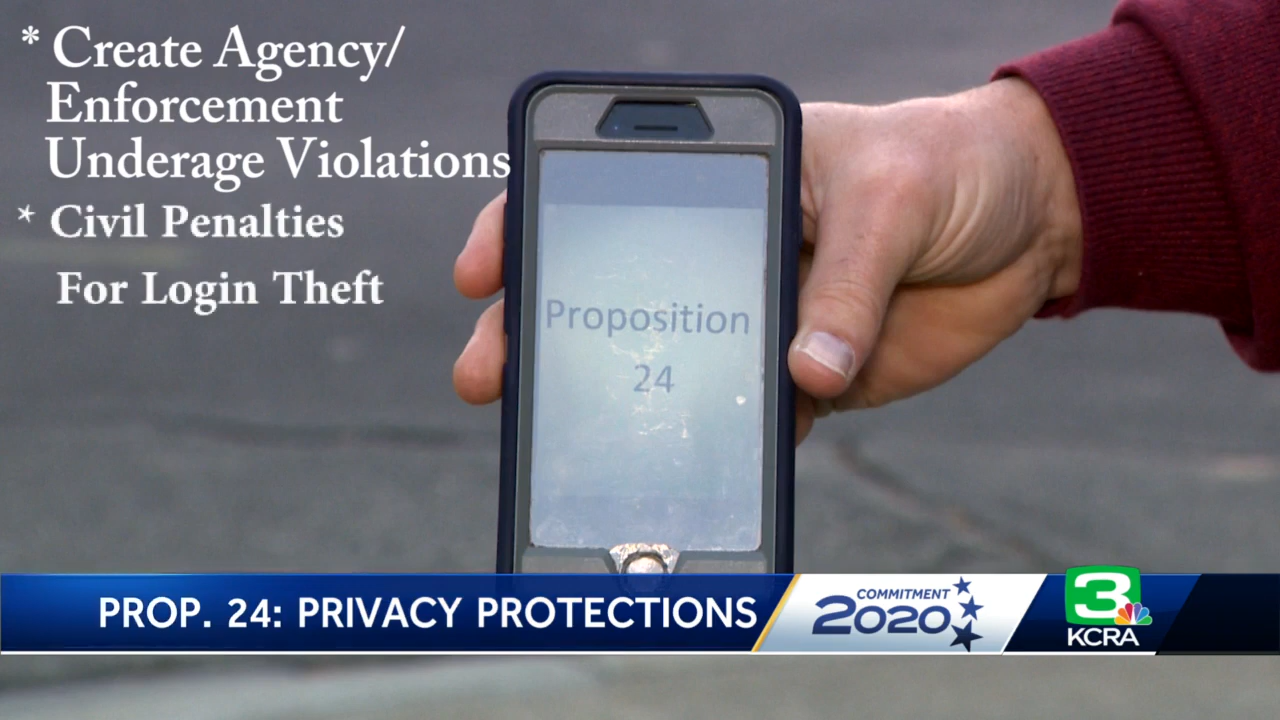 * Create Agency/
Enforcement
Underage Violations
* Civil Penalties
For Login Theft
Proposition
24
PROP. 24: PRIVACY PROTECTIONS
COMMITMENT
2020
3
KCRA